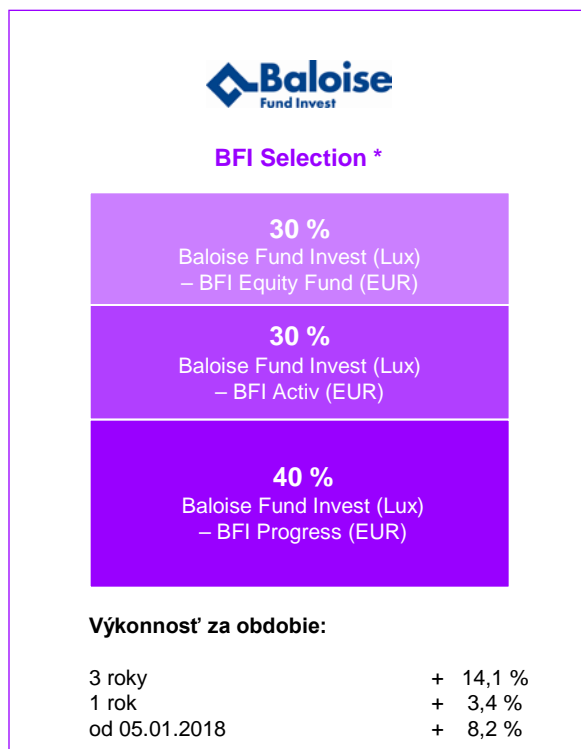 Baloise
Fund Invest
BFI Selection *
30 %
Baloise Fund Invest (Lux)
– BFI Equity Fund (EUR)
30 %
Baloise Fund Invest (Lux)
– BFI Activ (EUR)
40 %
Baloise Fund Invest (Lux)
– BFI Progress (EUR)
Výkonnosť za obdobie:
3 roky + 14,1 %
1 rok + 3,4 %
od 05.01.2018 + 8,2 %